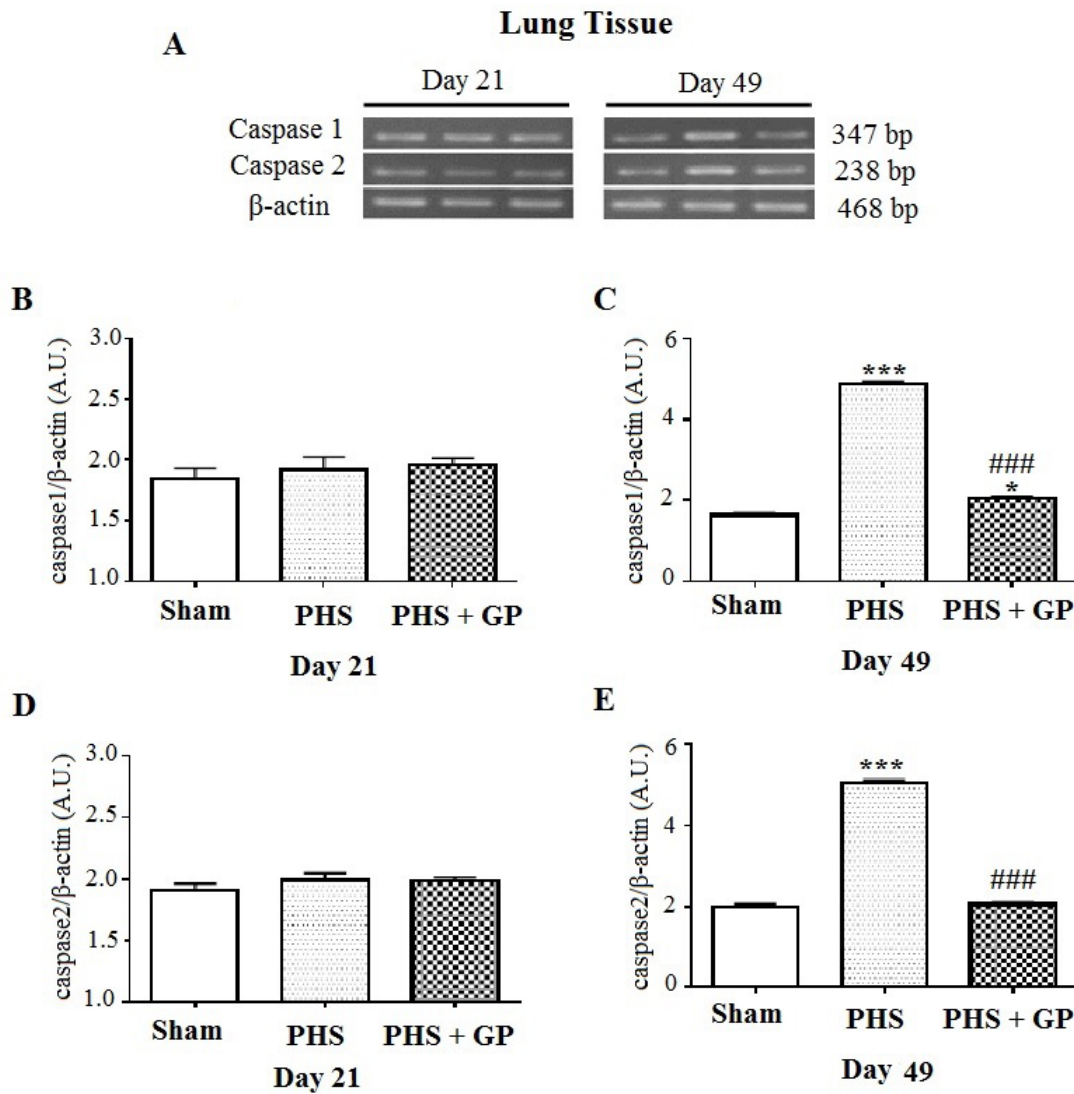 Lung Tissue
A
Day 21 Day 49
Caspase 1 347 bp
Caspase 2 238 bp
β-actin 468 bp
B
caspase1/β-actin (A.U.)
3.0
2.5
2.0
1.5
1.0
Sham PHS PHS + GP
Day 21
C
caspase1/β-actin (A.U.)
6
4
2
0
***
###
*
Sham PHS PHS + GP
Day 49
D
caspase2/β-actin (A.U.)
3.0
2.5
2.0
1.5
1.0
Sham PHS PHS + GP
Day 21
E
caspase2/β-actin (A.U.)
6
4
2
0
***
###
Sham PHS PHS + GP
Day 49